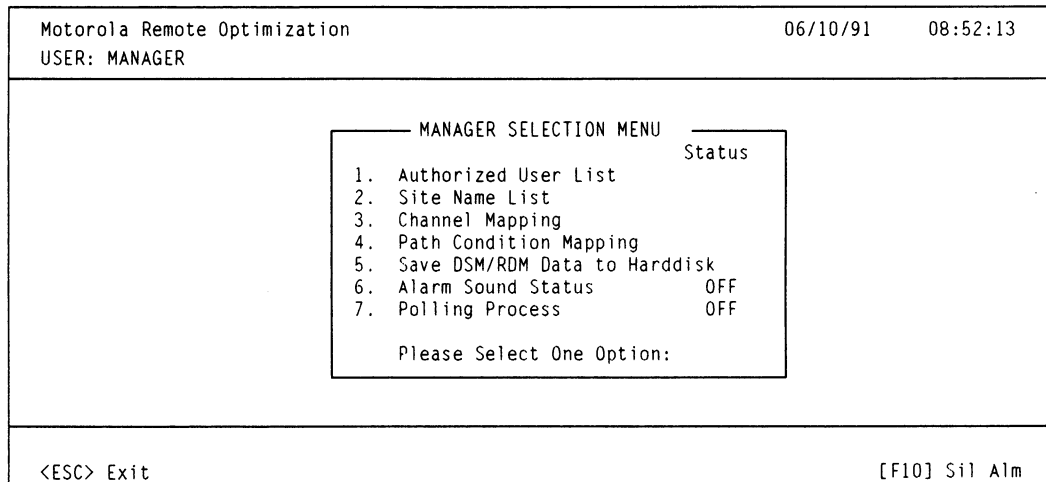 Motorola Remote Optimization 06/10/91 08:52:13
USER: MANAGER
MANAGER SELECTION MENU
Status
1. Authorized User List
2. Site Name List
3. Channel Mapping
4. Path Condition Mapping
5. Save DSM/RDM Data to Harddisk
6. Alarm Sound Status OFF
7. Polling Process OFF
Please Select One Option:
<ESC> Exit [F10] Sil Alm